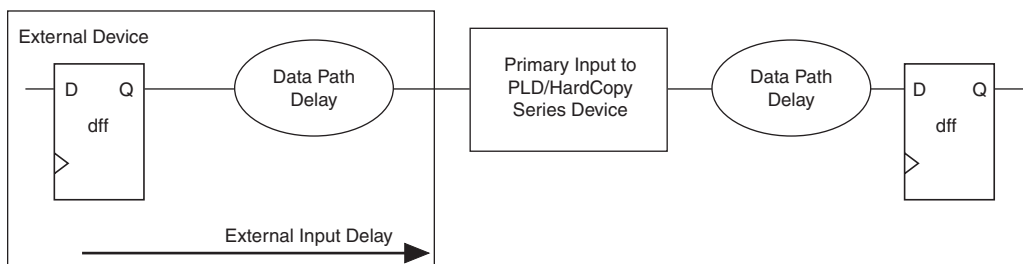 External Device
D Q
dff
Data Path
Delay
External Input Delay
Primary Input to
PLD/HardCopy
Series Device
Data Path
Delay
D Q
dff